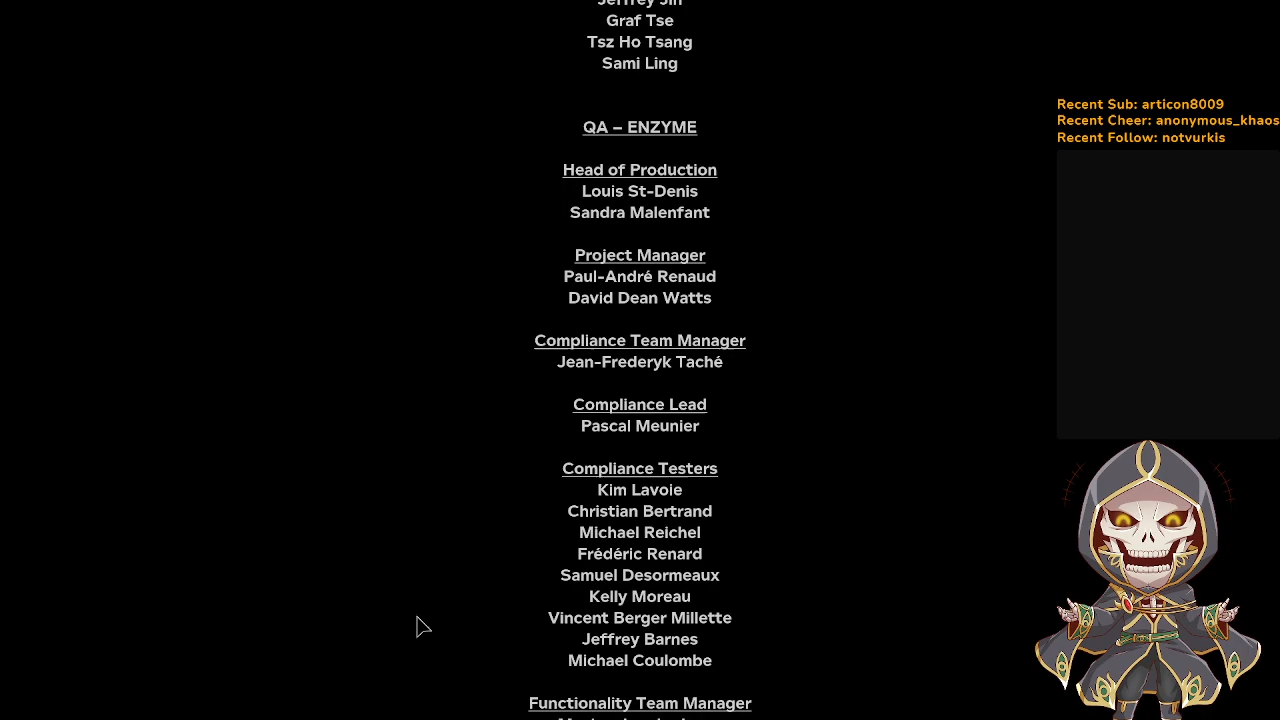 Jeffrey Jin
Graf Tse
Tsz Ho Tsang
Sami Ling
QA – ENZYME
Head of Production
Louis St-Denis
Sandra Malenfant
Project Manager
Paul-André Renaud
David Dean Watts
Compliance Team Manager
Jean-Frederyk Taché
Compliance Lead
Pascal Meunier
Compliance Testers
Kim Lavoie
Christian Bertrand
Michael Reichel
Frédéric Renard
Samuel Desormeaux
Kelly Moreau
Vincent Berger Millette
Jeffrey Barnes
Michael Coulombe
Functionality Team Manager
Recent Sub: articon8009
Recent Cheer: anonymous_khaos
Recent Follow: notvurkis